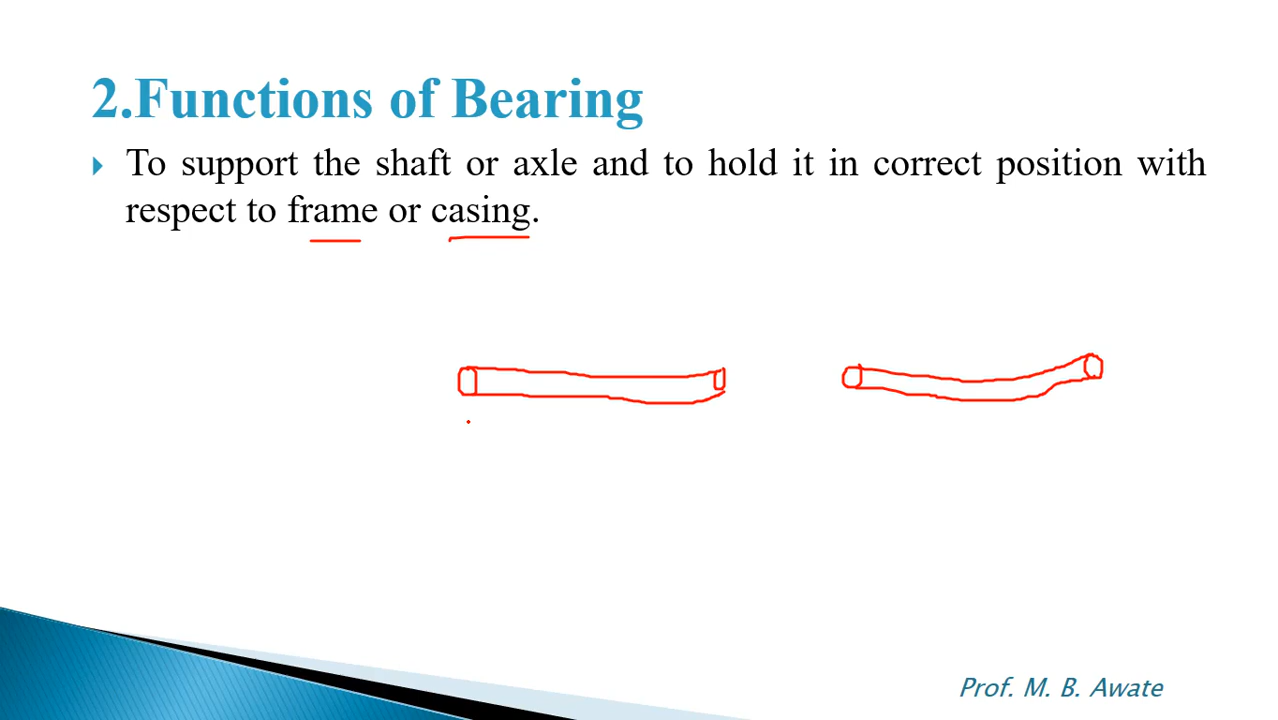 2.Functions of Bearing
To support the shaft or axle and to hold it in correct position with
respect to frame or casing.
Prof. M. B. Awate